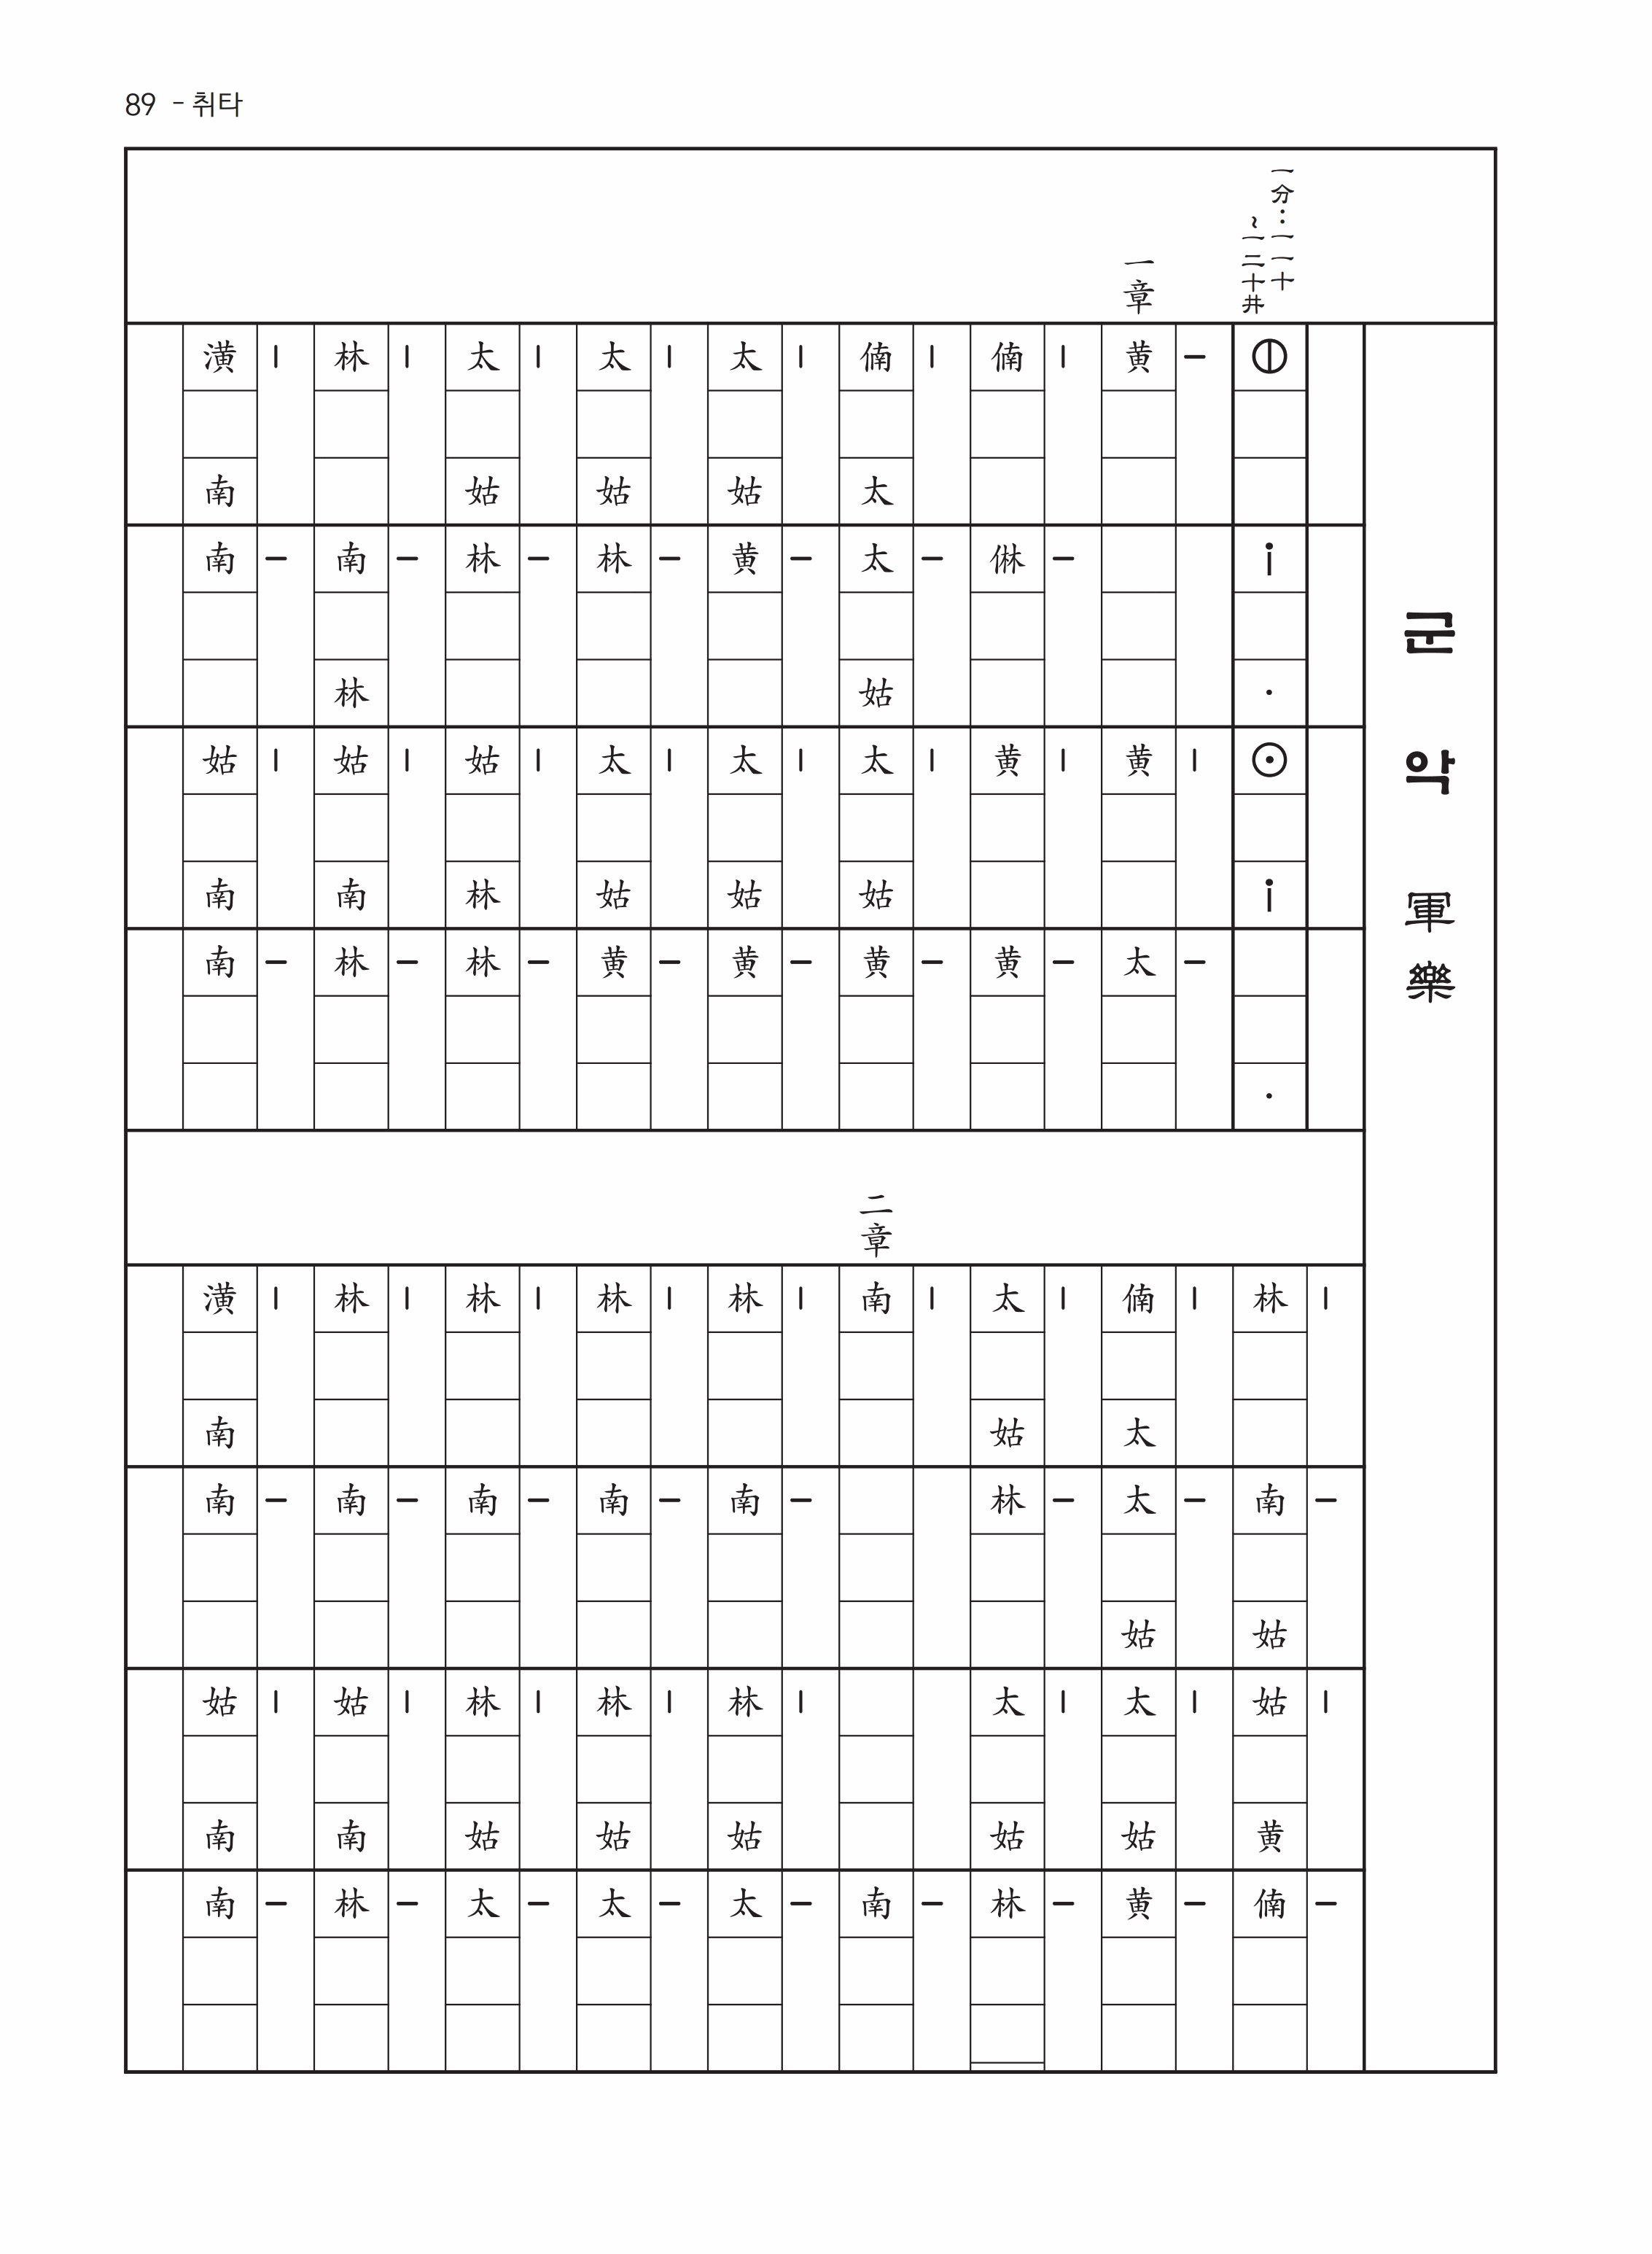 89 - 취타
군악 軍樂
一分:一一十
~一二十井
一章
黄 黄 太
㑲 㑣 黄 黄
㑲 太 太 姑 太 姑 黄
太 姑 黄 太 姑 黄
太 姑 林 太 姑 黄
太 姑 林 姑 林 林
林 南 林 姑 南 林
潢 南 南 姑 南 南
林 南 姑 姑 黄 㑲
㑲 太 太 姑 太 姑 黄
太 姑 林 太 姑 林
二章
南 南
林 南 林 姑 太
林 南 林 姑 太
林 南 林 姑 太
林 南 姑 南 林
潢 南 南 姑 南 南